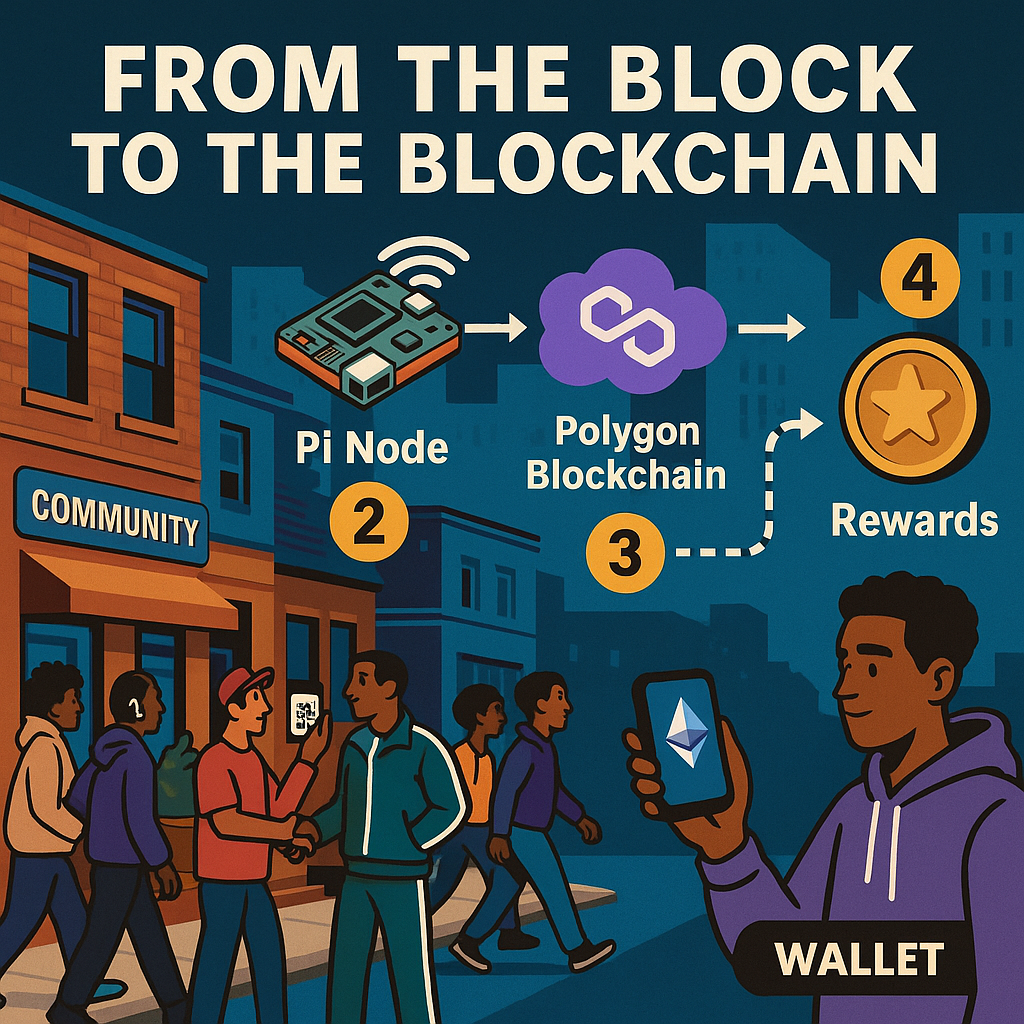 FROM THE BLOCK
TO THE BLOCKCHAIN
4
Pi Node
Polygon
Blockchain
COMMUNITY
2
3
Rewards
WALLET